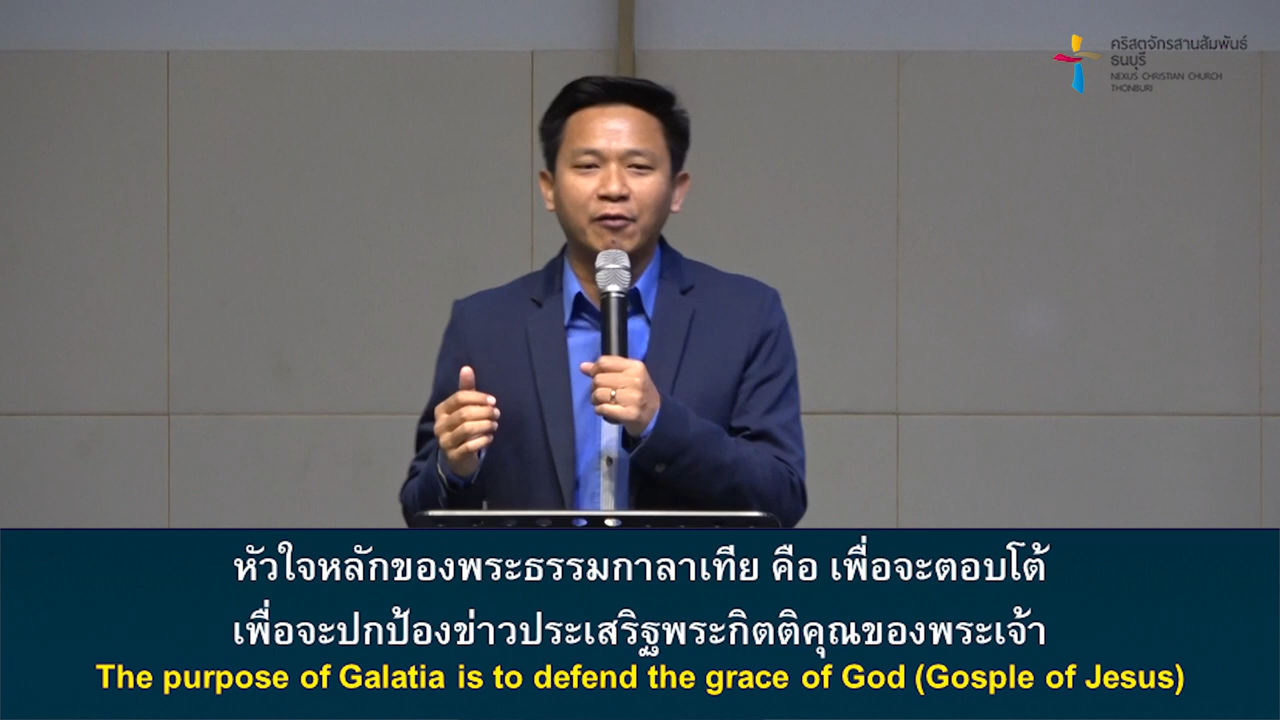 คริสตจักรสานสัมพันธ์
ธนบุรี
NEXUS CHRISTIAN CHURCH
THONBURI
หัวใจหลักของพระธรรมกาลาเทีย คือ เพื่อจะตอบโต้
เพื่อจะปกป้องข่าวประเสริฐพระกิตติคุณของพระเจ้า
The purpose of Galatia is to defend the grace of God (Gosple of Jesus)